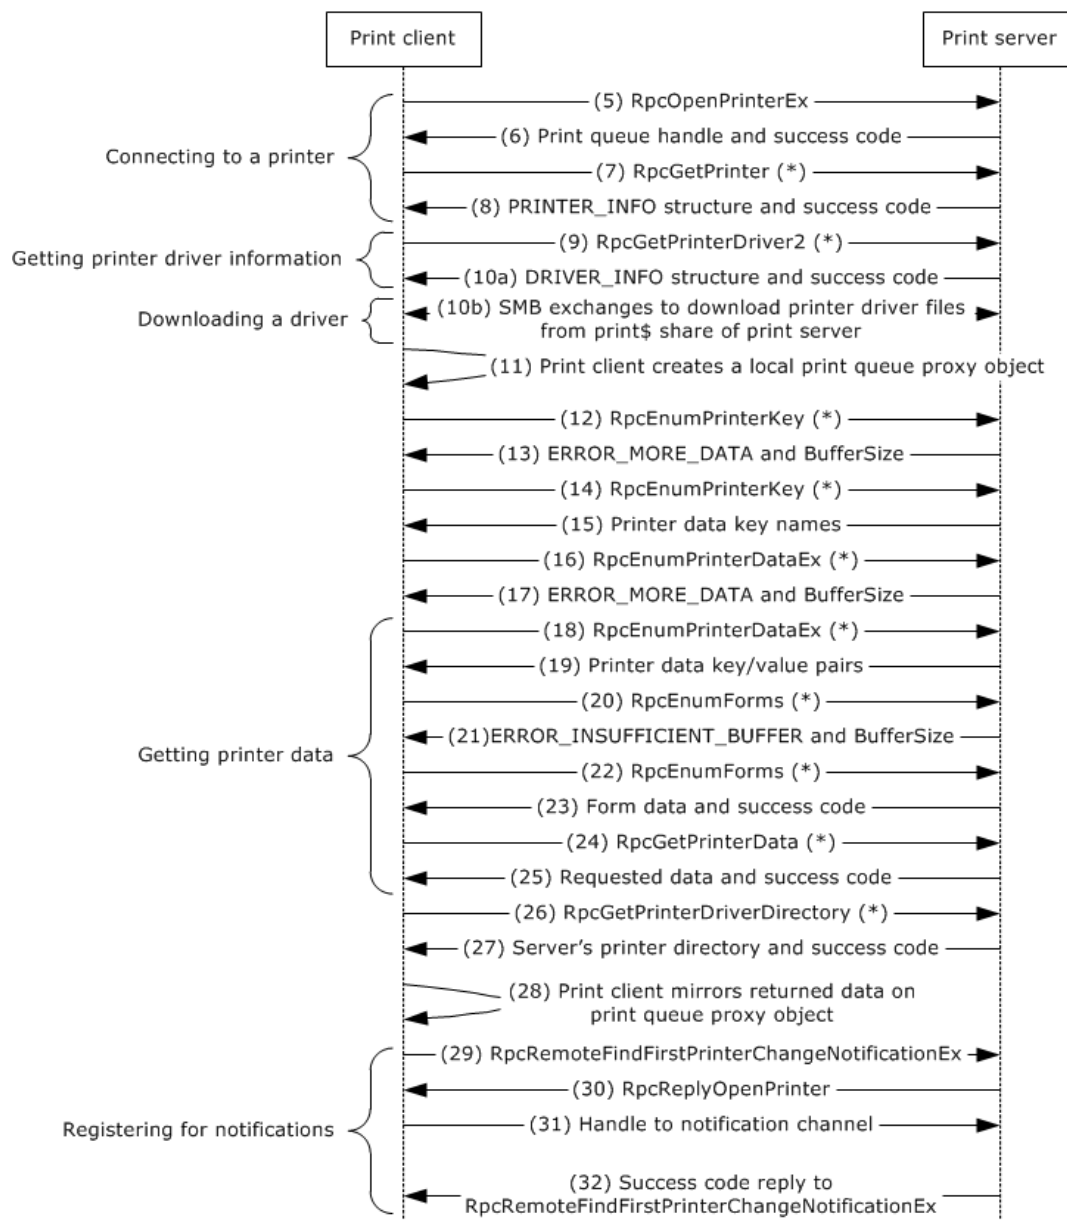 Print client
Print server
(5) RpcOpenPrinterEx
(6) Print queue handle and success code
Connecting to a printer
(7) RpcGetPrinter (*)
(8) PRINTER_INFO structure and success code
(9) RpcGetPrinterDriver2 (*)
Getting printer driver information
(10a) DRIVER_INFO structure and success code
(10b) SMB exchanges to download printer driver files
Downloading a driver
from print$ share of print server
(11) Print client creates a local print queue proxy object
(12) RpcEnumPrinterKey (*)
(13) ERROR_MORE_DATA and BufferSize
(14) RpcEnumPrinterKey (*)
(15) Printer data key names
(16) RpcEnumPrinterDataEx (*)
(17) ERROR_MORE_DATA and BufferSize
(18) RpcEnumPrinterDataEx (*)
(19) Printer data key/value pairs
(20) RpcEnumForms (*)
(21)ERROR_INSUFFICIENT_BUFFER and BufferSize
Getting printer data
(22) RpcEnumForms (*)
(23) Form data and success code
(24) RpcGetPrinterData (*)
(25) Requested data and success code
(26) RpcGetPrinterDriverDirectory (*)
(27) Server's printer directory and success code
(28) Print client mirrors returned data on
print queue proxy object
(29) RpcRemoteFindFirstPrinterChangeNotificationEx
(30) RpcReplyOpenPrinter
Registering for notifications
(31) Handle to notification channel
(32) Success code reply to
RpcRemoteFindFirstPrinterChangeNotificationEx